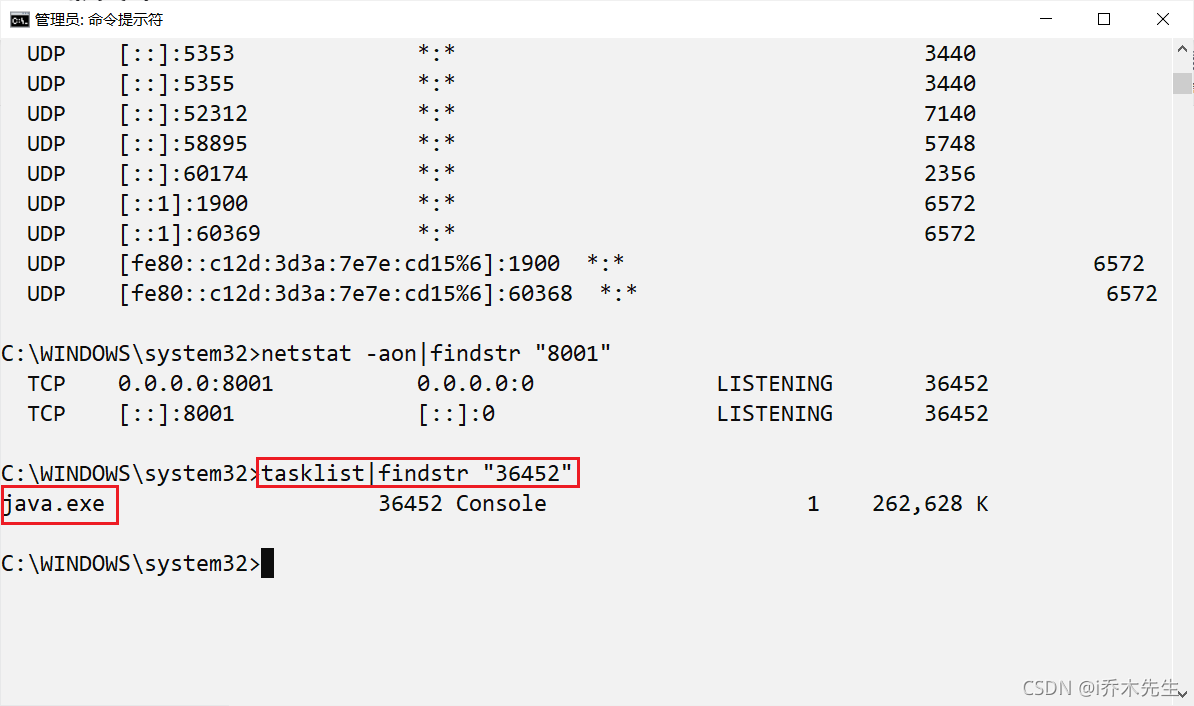 管理员: 命令提示符
UDP [::]:5353 *:* 3440
UDP [::]:5355 *:* 3440
UDP [::]:52312 *:* 7140
UDP [::]:58895 *:* 5748
UDP [::]:60174 *:* 2356
UDP [::1]:1900 *:* 6572
UDP [::1]:60369 *:* 6572
UDP [fe80::c12d:3d3a:7e7e:cd15%6]:1900 *:* 6572
UDP [fe80::c12d:3d3a:7e7e:cd15%6]:60368 *:* 6572
C:\WINDOWS\system32>netstat -aon|findstr "8001"
TCP 0.0.0.0:8001 0.0.0.0:0 LISTENING 36452
TCP [::]:8001 [::]:0 LISTENING 36452
C:\WINDOWS\system32>tasklist|findstr "36452"
java.exe 36452 Console 1 262,628 K
C:\WINDOWS\system32>
CSDN @i乔木先生